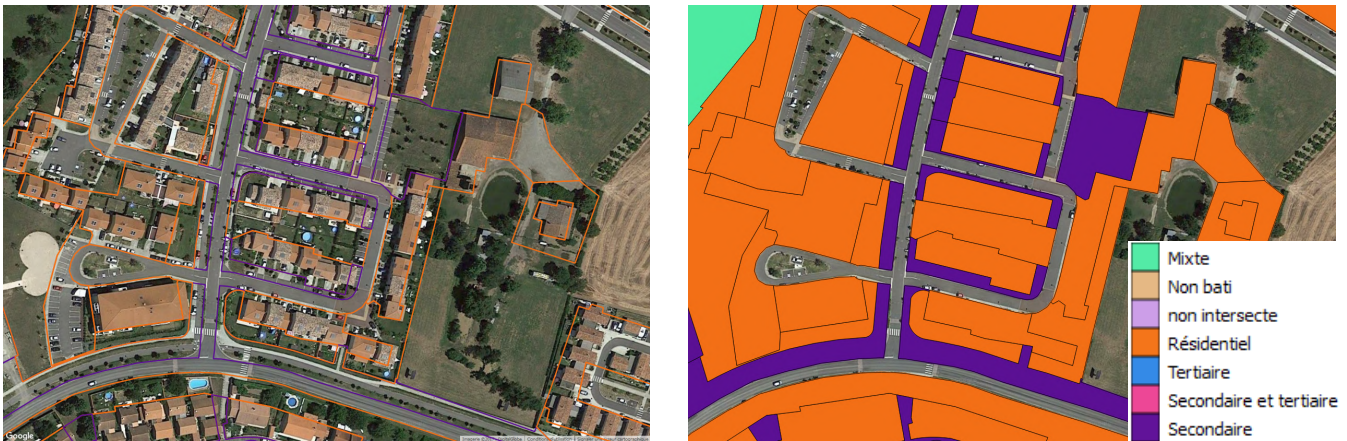 Google
Mixte
Non bati
non intersecte
Résidentiel
Tertiaire
Secondaire et tertiaire
Secondaire